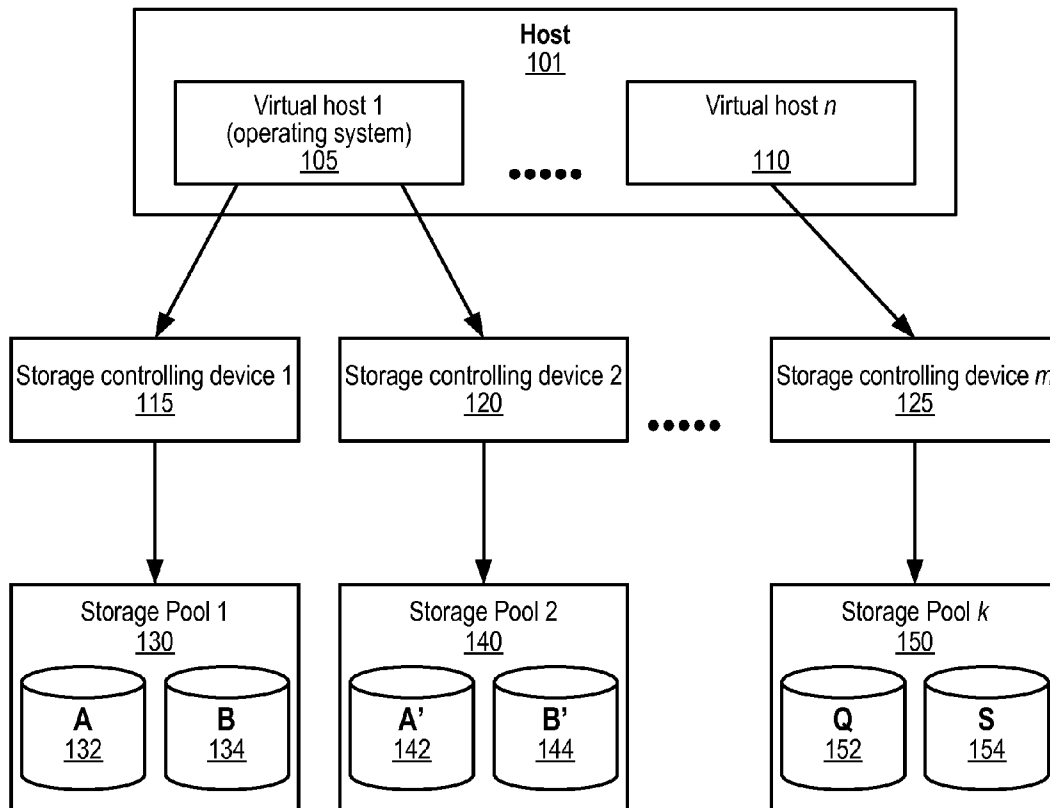 Host
101
Virtual host 1
(operating system)
105
Virtual host n
110
Storage controlling device 1
115
Storage controlling device 2
120
Storage controlling device m
125
Storage Pool 1
130
A
132
B
134
Storage Pool 2
140
A’
142
B’
144
Storage Pool k
150
Q
152
S
154